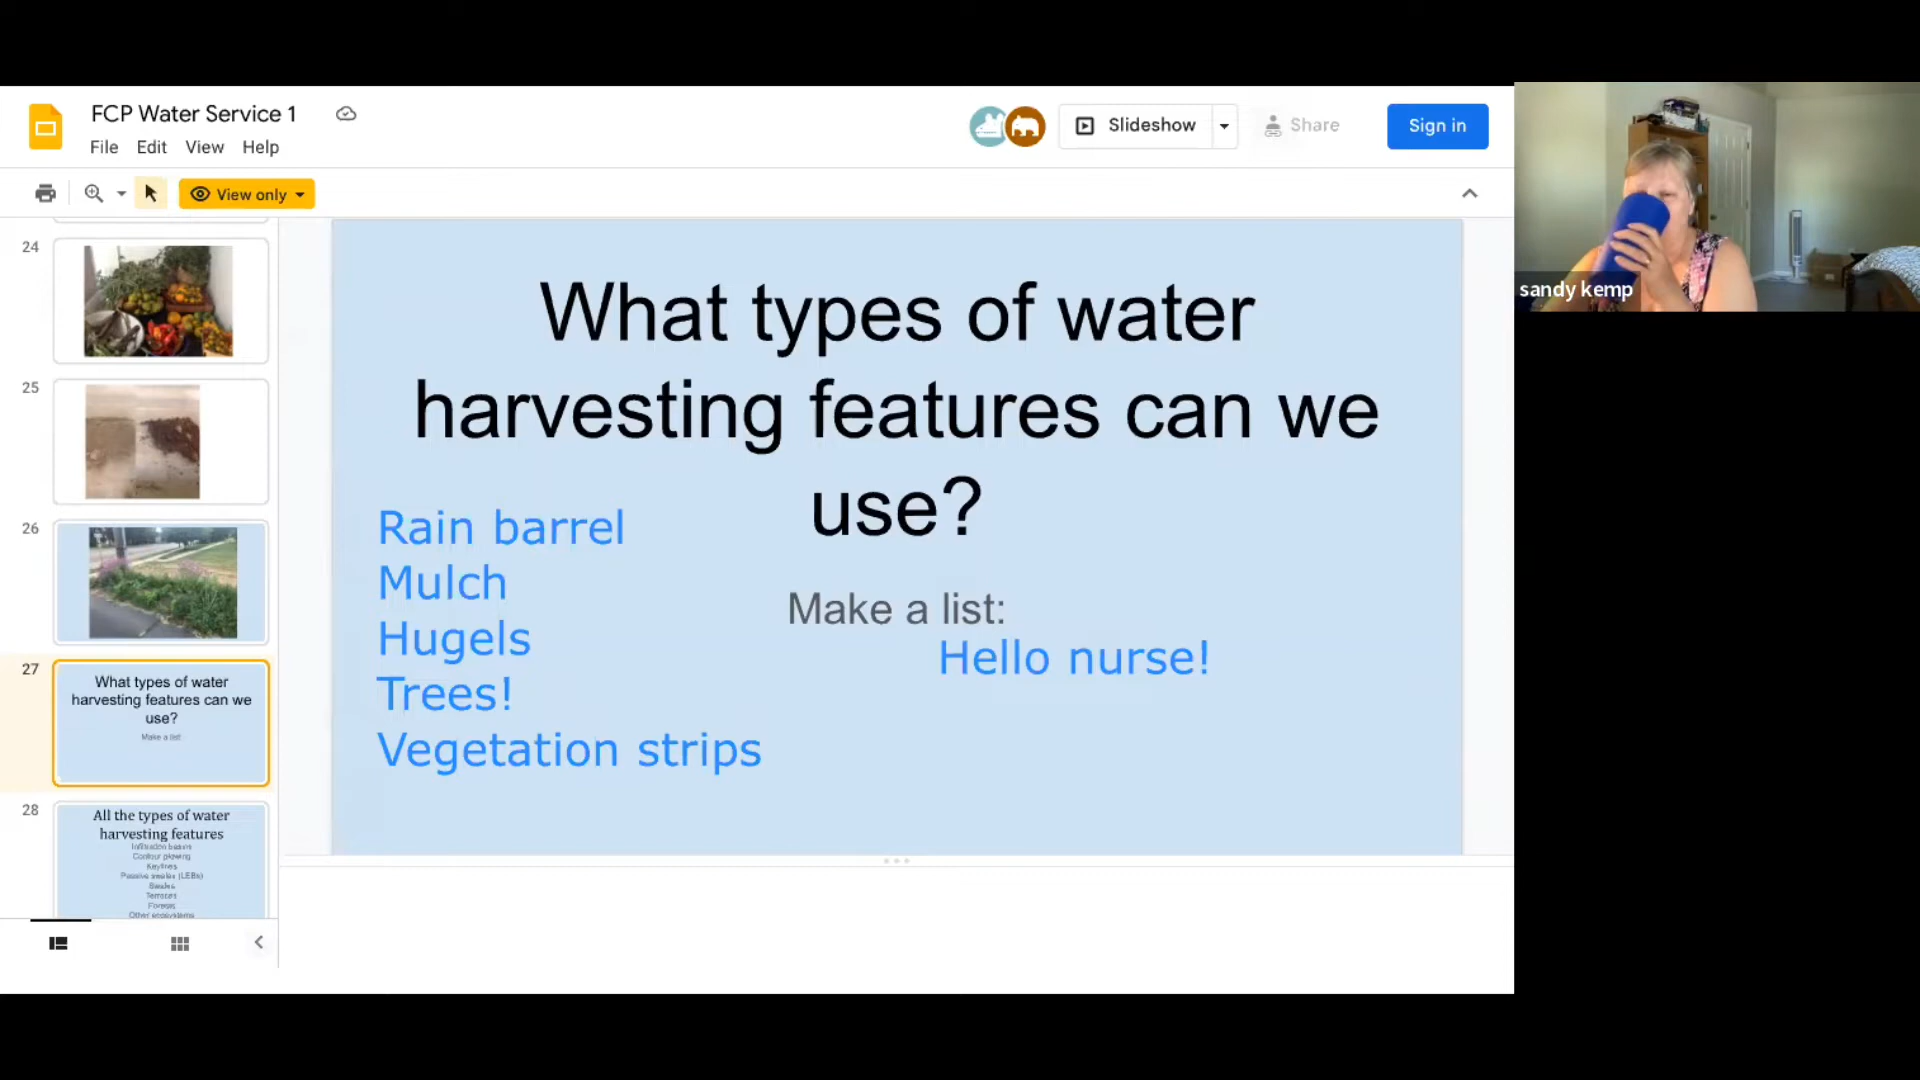 FCP Water Service 1
File Edit View Help
Slideshow
Share
Sign in
View only
24
25
26
27
What types of water
harvesting features can we
use?
Make a list
28
All the types of water
harvesting features
Infiltration basins
Contour plowing
Keylines
Passive swales (LEBs)
Swales
Terraces
Forests
Other ecosystems
What types of water
harvesting features can we
use?
Make a list:
Rain barrel
Mulch
Hugels
Trees!
Vegetation strips
Hello nurse!
sandy kemp